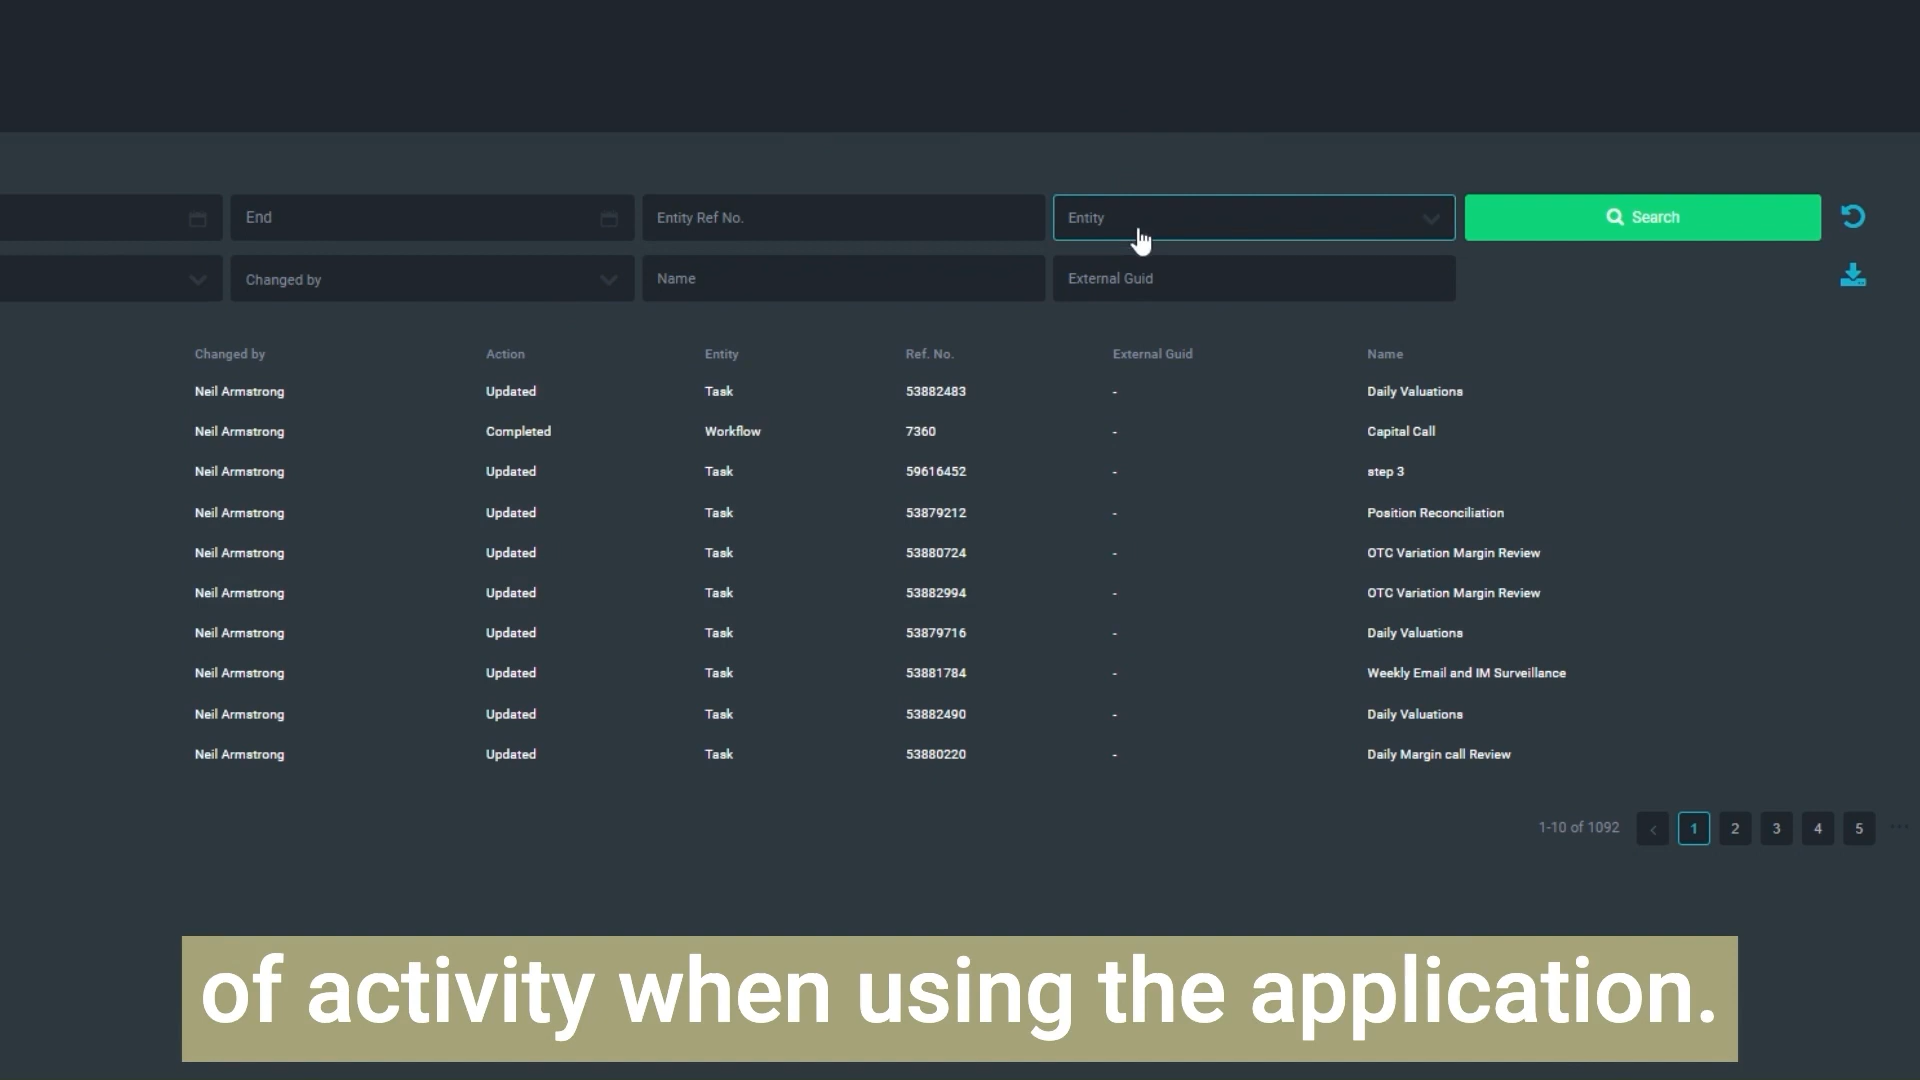 End Entity Ref No. Entity Search
Changed by Name External Guid
Changed by Action Entity Ref. No. External Guid Name
Neil Armstrong Updated Task 53882483 - Daily Valuations
Neil Armstrong Completed Workflow 7360 - Capital Call
Neil Armstrong Updated Task 59616452 - step 3
Neil Armstrong Updated Task 53879212 - Position Reconciliation
Neil Armstrong Updated Task 53880724 - OTC Variation Margin Review
Neil Armstrong Updated Task 53882994 - OTC Variation Margin Review
Neil Armstrong Updated Task 53879716 - Daily Valuations
Neil Armstrong Updated Task 53881784 - Weekly Email and IM Surveillance
Neil Armstrong Updated Task 53882490 - Daily Valuations
Neil Armstrong Updated Task 53880220 - Daily Margin call Review
1-10 of 1092 < 1 2 3 4 5 ...
of activity when using the application.